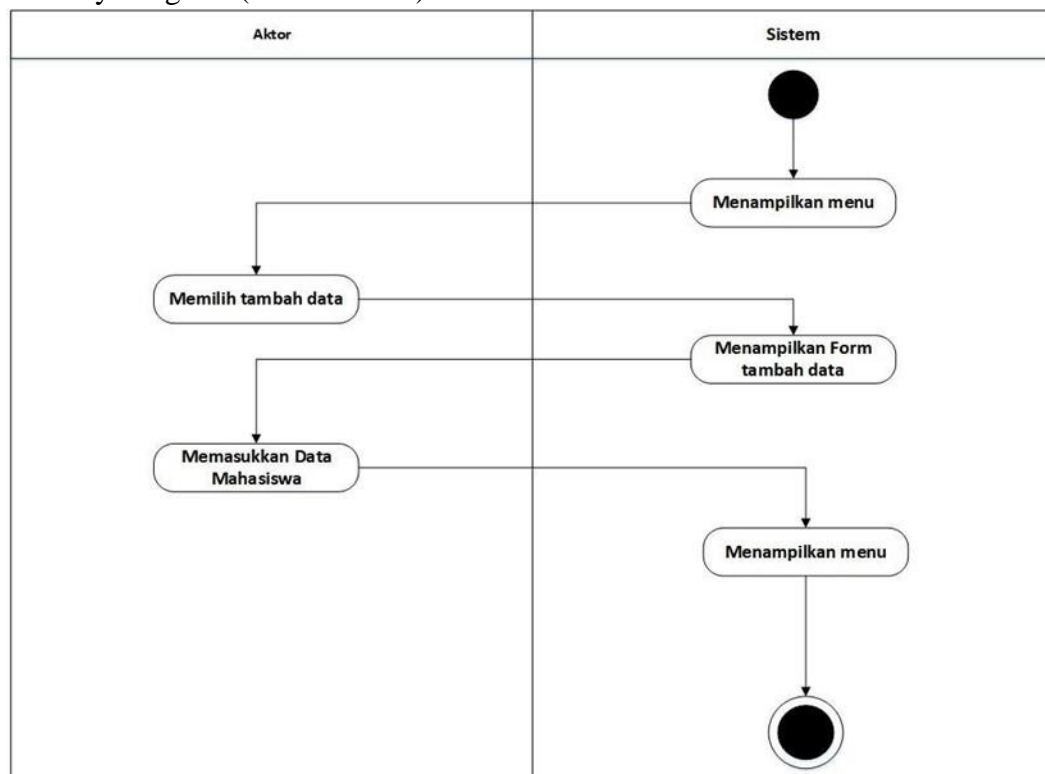 Aktor
Sistem
Menampilkan menu
Memilih tambah data
Menampilkan Form
tambah data
Memasukkan Data
Mahasiswa
Menampilkan menu